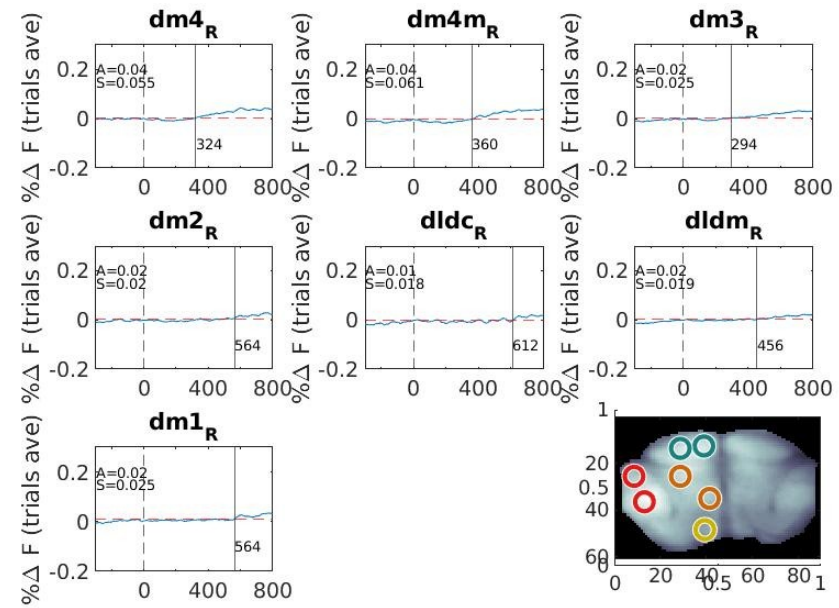 dm4R
dm4mR
dm3R
%Δ F (trials ave)
0.2
0
-0.2
A=0.04
S=0.055
324
0
400
800
%Δ F (trials ave)
0.2
0
-0.2
A=0.04
S=0.061
360
0
400
800
%Δ F (trials ave)
0.2
0
-0.2
A=0.02
S=0.025
294
0
400
800
dm2R
dldcR
dldmR
%Δ F (trials ave)
0.2
0
-0.2
A=0.02
S=0.02
564
0
400
800
%Δ F (trials ave)
0.2
0
-0.2
A=0.01
S=0.018
612
0
400
800
%Δ F (trials ave)
0.2
0
-0.2
A=0.02
S=0.019
456
0
400
800
dm1R
%Δ F (trials ave)
0.2
0
-0.2
A=0.02
S=0.025
564
0
400
800
1
20
0.5
40
60
0
0
20
40
0.5
60
80
1